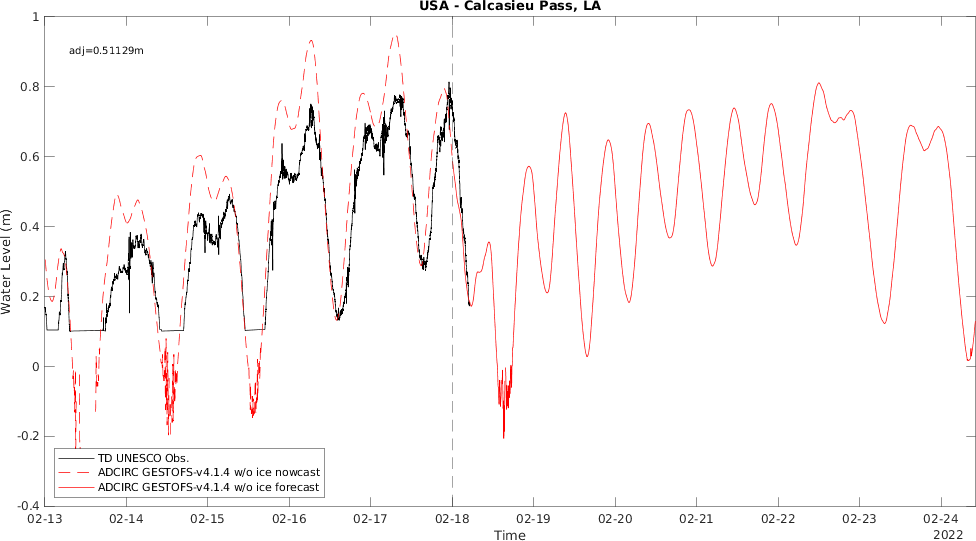 USA - Calcasieu Pass, LA
adj=0.51129m
Water Level (m)
1
0.8
0.6
0.4
0.2
0
-0.2
-0.4
TD UNESCO Obs.
ADCIRC GESTOFS-v4.1.4 w/o ice nowcast
ADCIRC GESTOFS-v4.1.4 w/o ice forecast
02-13 02-14 02-15 02-16 02-17 02-18 02-19 02-20 02-21 02-22 02-23 02-24
Time
2022